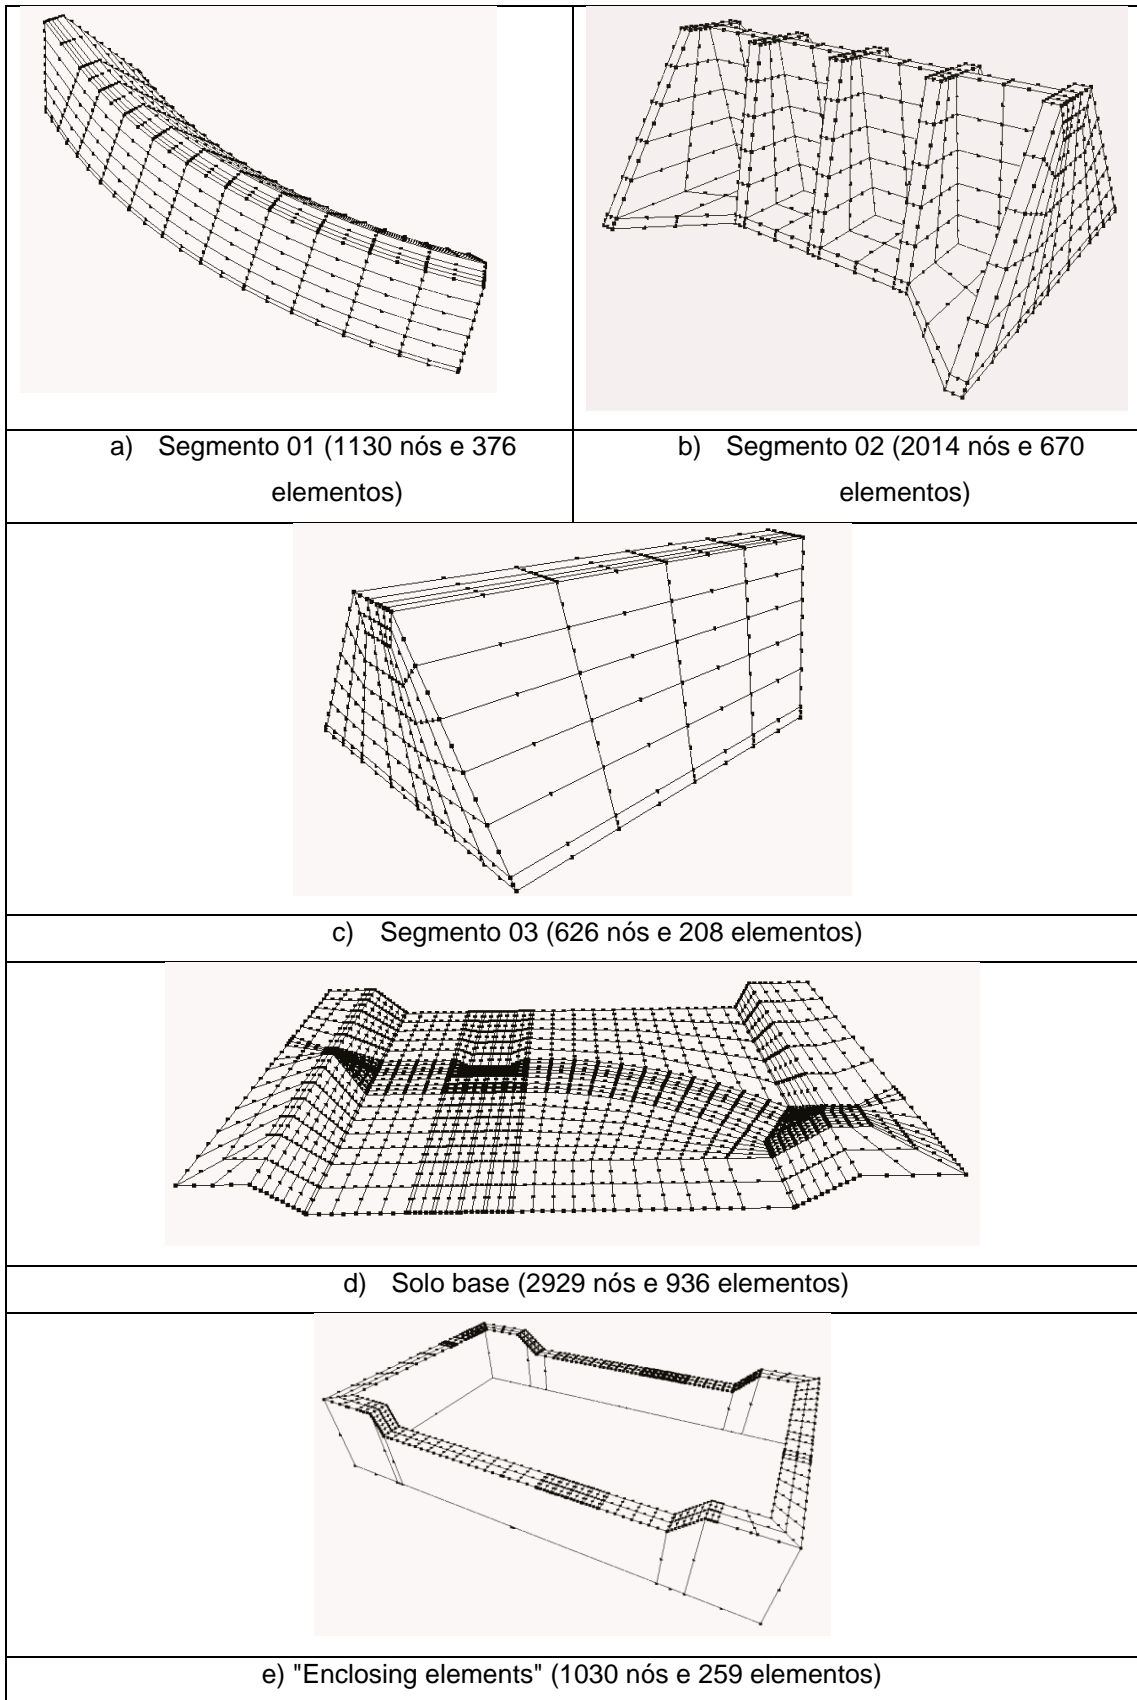 a) Segmento 01 (1130 nós e 376
elementos)
b) Segmento 02 (2014 nós e 670
elementos)
c) Segmento 03 (626 nós e 208 elementos)
d) Solo base (2929 nós e 936 elementos)
e) "Enclosing elements" (1030 nós e 259 elementos)